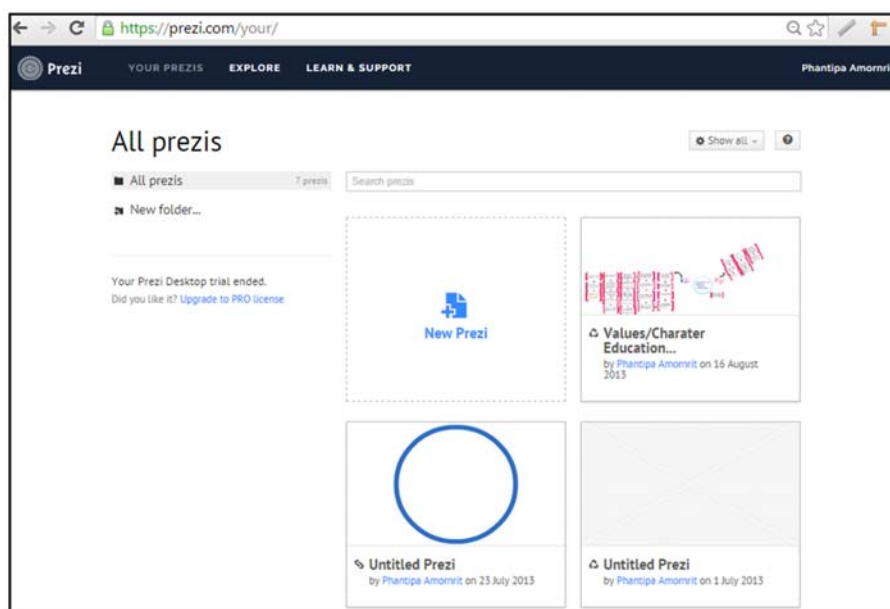 https://prezi.com/your/
Prezi YOUR PREZIS EXPLORE LEARN & SUPPORT Phantipa Amornri
All prezis
Show all
All prezis 7 prezis
Search prezis
New folder...
Your Prezi Desktop trial ended.
Did you like it? Upgrade to PRO license
New Prezi
Values/Charater
Education...
by Phantipa Amornrit on 16 August
2013
Untitled Prezi
by Phantipa Amornrit on 23 July 2013
Untitled Prezi
by Phantipa Amornrit on 1 July 2013